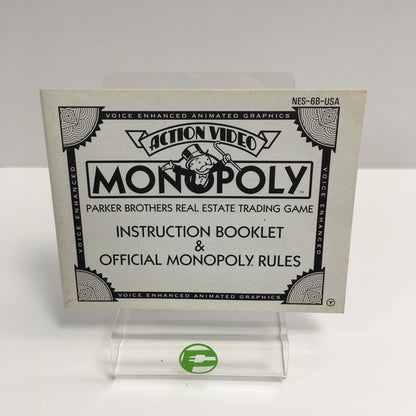 NES-6B-USA
VOICE ENHANCED ANIMATED GRAPHICS
ACTION VIDEO
MONOPOLY
PARKER BROTHERS REAL ESTATE TRADING GAME
VOICE ENHANCED
VOICE ENHANCED
INSTRUCTION BOOKLET
&
OFFICIAL MONOPOLY RULES
VOICE ENHANCED ANIMATED GRAPHICS